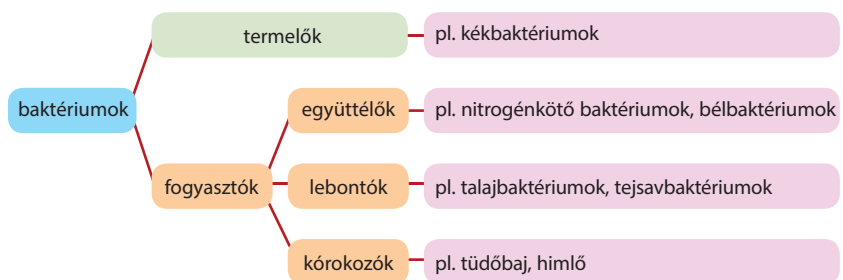 termelők
pl. kékbaktériumok
baktériumok
együttélők
pl. nitrogénkötő baktériumok, bélbaktériumok
fogyasztók
lebontók
pl. talajbaktériumok, tejsavbaktériumok
kórokozók
pl. tüdőbaj, himlő